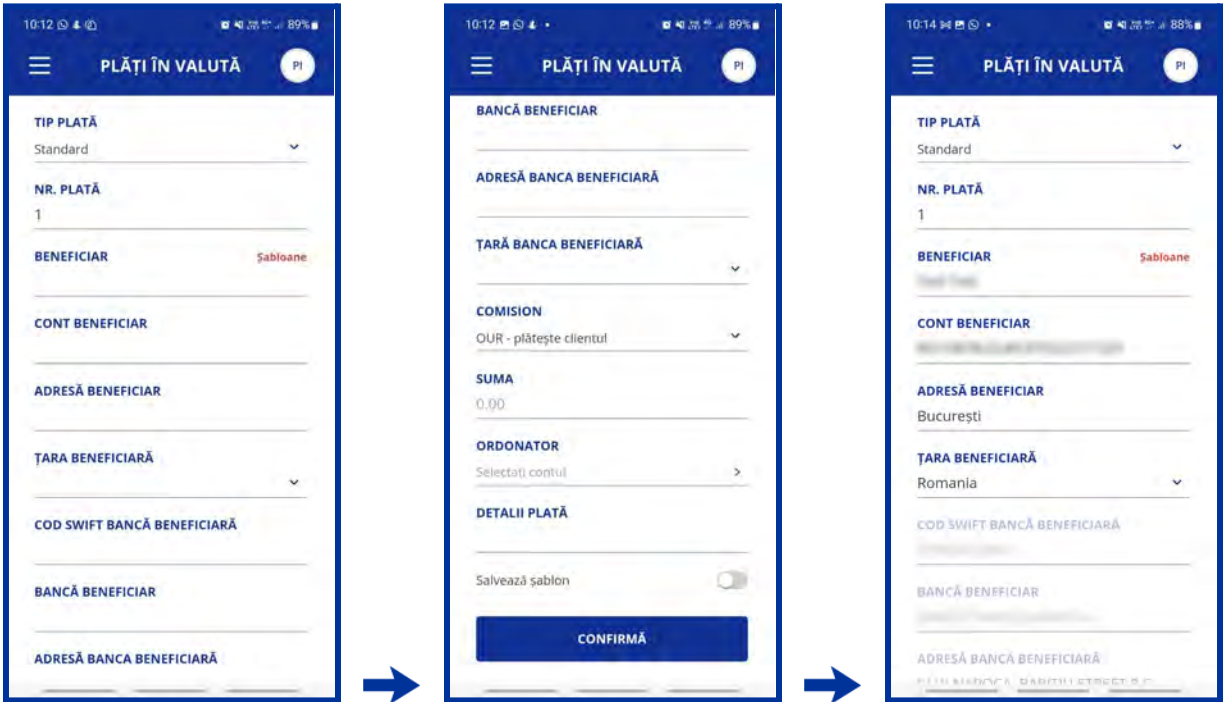 10:12
89%
PLĂȚI ÎN VALUTĂ
PI
TIP PLATĂ
Standard
NR. PLATĂ
1
BENEFICIAR
Șabloane
CONT BENEFICIAR
ADRESĂ BENEFICIAR
ȚARA BENEFICIARĂ
COD SWIFT BANCĂ BENEFICIARĂ
BANCĂ BENEFICIAR
ADRESĂ BANCA BENEFICIARĂ
10:12
89%
PLĂȚI ÎN VALUTĂ
PI
BANCĂ BENEFICIAR
ADRESĂ BANCA BENEFICIARĂ
ȚARĂ BANCA BENEFICIARĂ
COMISION
OUR - plătește clientul
SUMA
0.00
ORDONATOR
Selectați contul
DETALII PLATĂ
Salvează șablon
CONFIRMĂ
10:14
88%
PLĂȚI ÎN VALUTĂ
PI
TIP PLATĂ
Standard
NR. PLATĂ
1
BENEFICIAR
Șabloane
CONT BENEFICIAR
ADRESĂ BENEFICIAR
București
ȚARA BENEFICIARĂ
Romania
COD SWIFT BANCĂ BENEFICIARĂ
BANCĂ BENEFICIAR
ADRESĂ BANCA BENEFICIARĂ